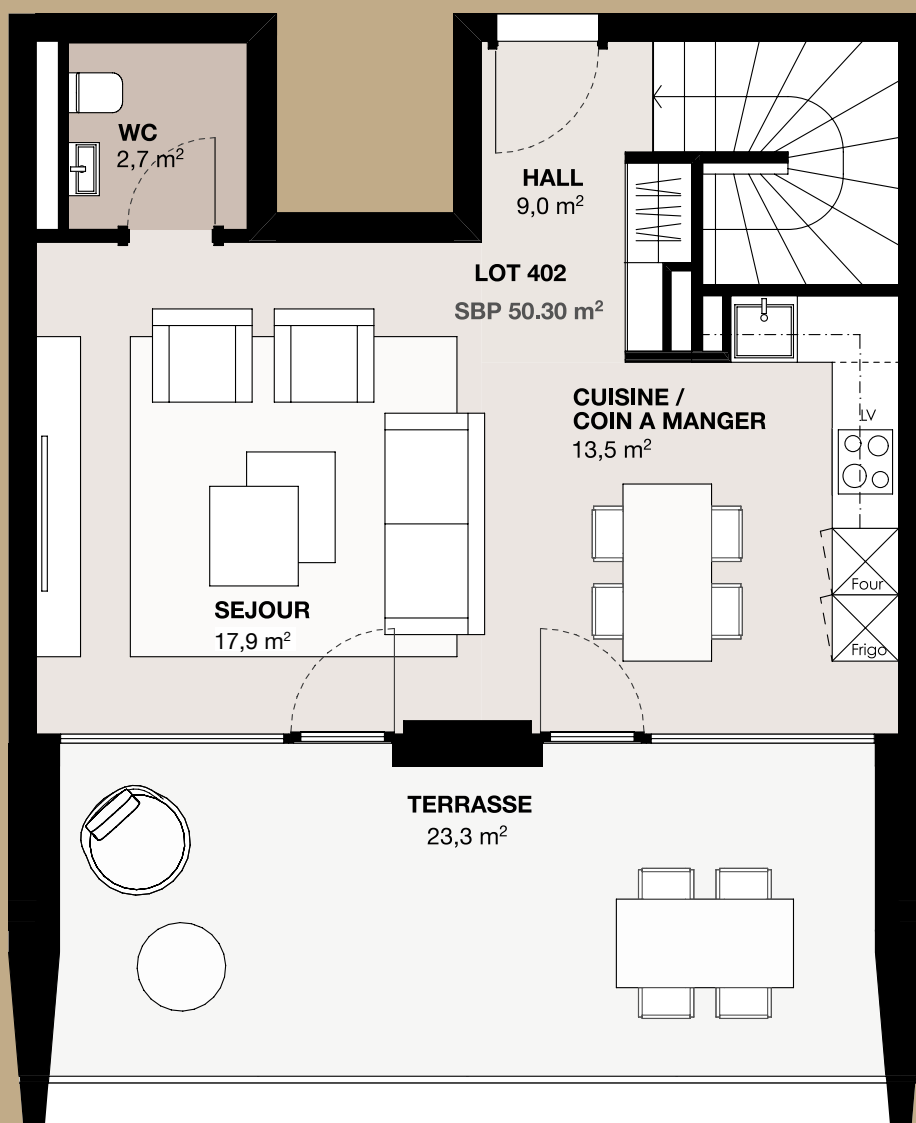 WC
2,7 m²
HALL
9,0 m²
LOT 402
SBP 50.30 m²
CUISINE /
COIN A MANGER
13,5 m²
LV
Four
Frigo
SEJOUR
17,9 m²
TERRASSE
23,3 m²